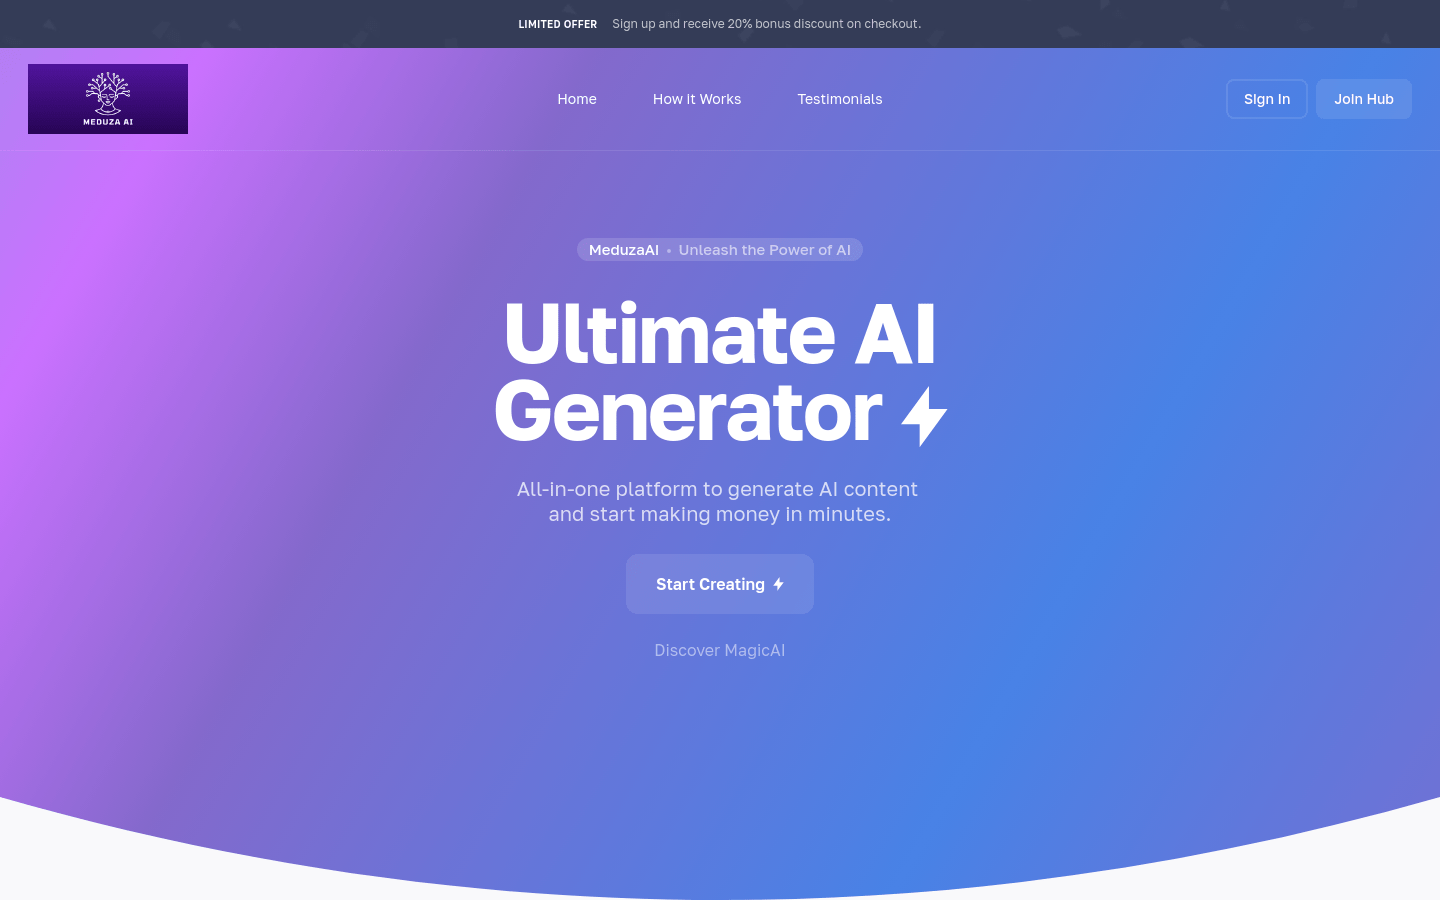 LIMITED OFFER Sign up and receive 20% bonus discount on checkout.
MEDUZA AI
Home
How it Works
Testimonials
Sign In
Join Hub
MeduzaAI • Unleash the Power of AI
Ultimate AI
Generator
All-in-one platform to generate AI content
and start making money in minutes.
Start Creating
Discover MagicAI